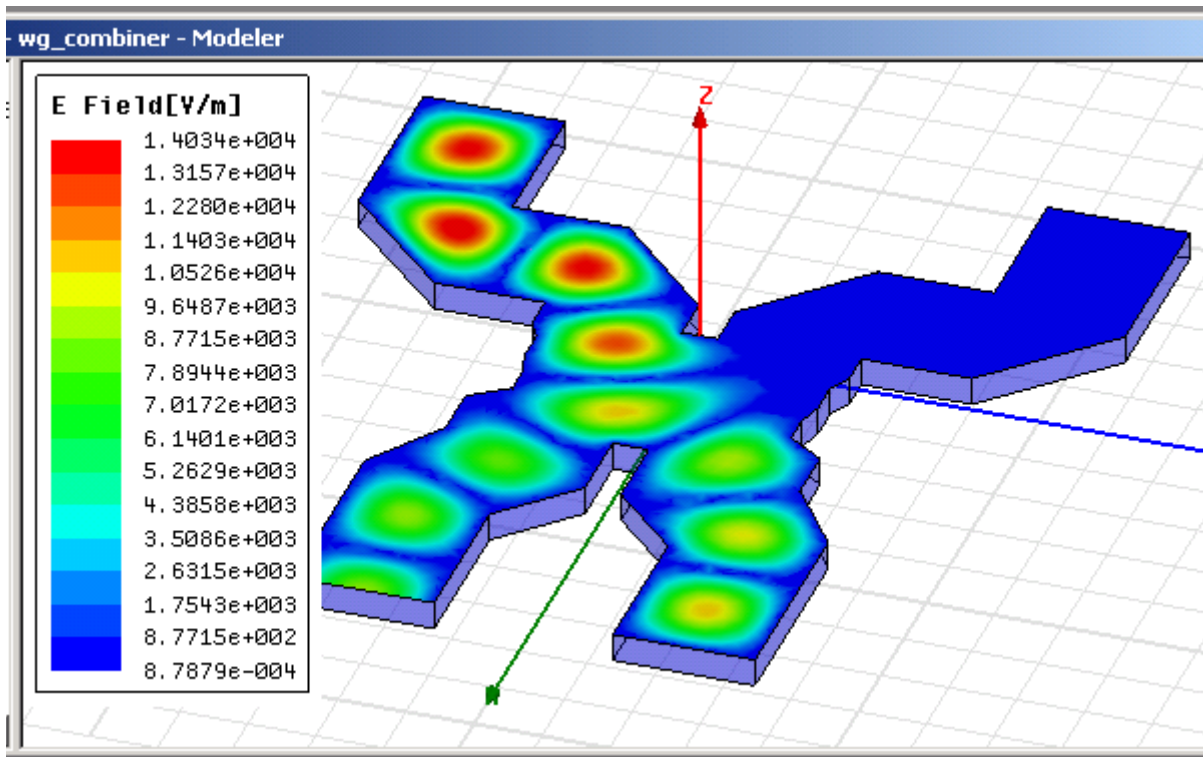 - wg_combiner - Modeler
E Field[V/m]
1.4034e+004
1.3157e+004
1.2280e+004
1.1403e+004
1.0526e+004
9.6487e+003
8.7715e+003
7.8944e+003
7.0172e+003
6.1401e+003
5.2629e+003
4.3858e+003
3.5086e+003
2.6315e+003
1.7543e+003
8.7715e+002
8.7879e-004
Z